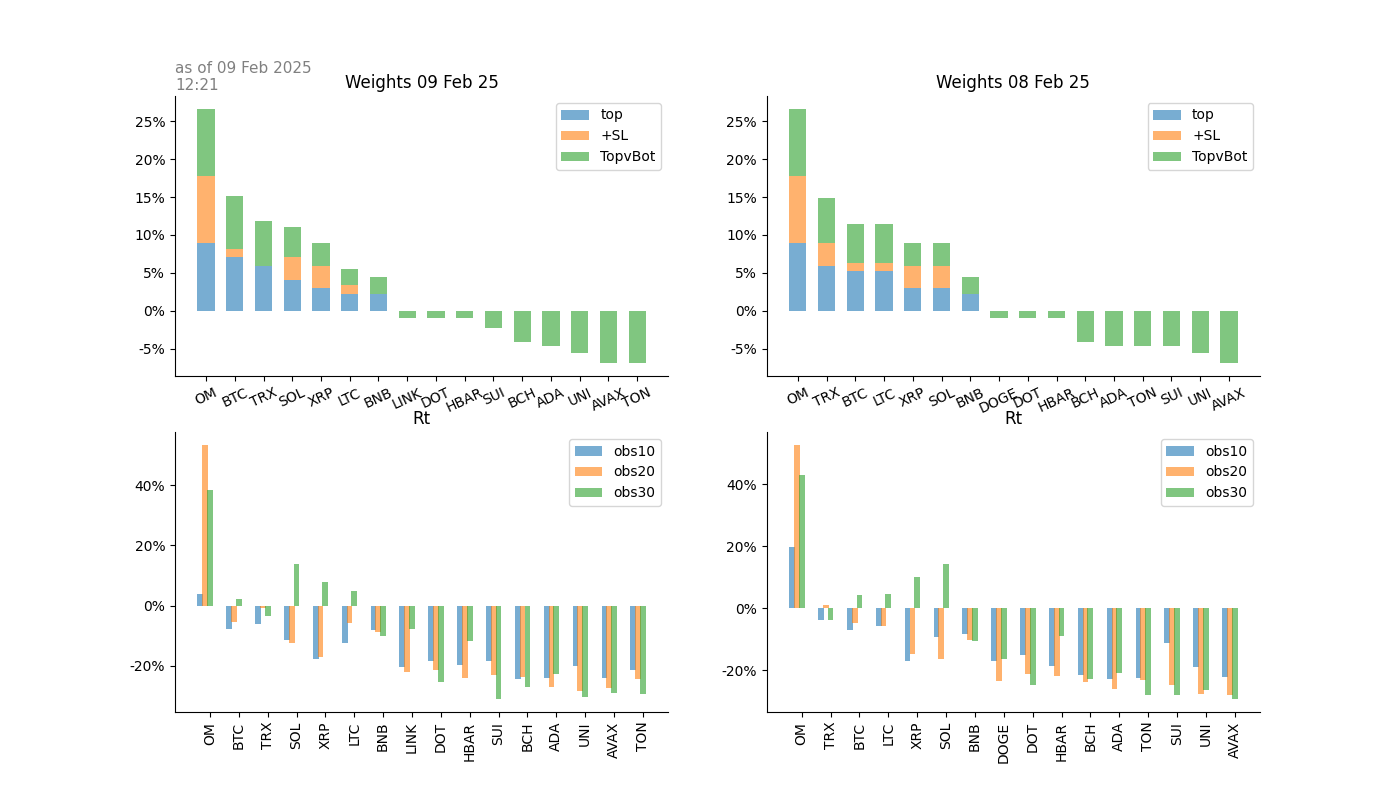 as of 09 Feb 2025
12:21
Weights 09 Feb 25
top
+SL
TopvBot
25%
20%
15%
10%
5%
0%
-5%
OM BTC TRX SOL XRP LTC BNB LINK DOT HBAR SUI BCH ADA UNI AVAX TON
Weights 08 Feb 25
top
+SL
TopvBot
25%
20%
15%
10%
5%
0%
-5%
OM TRX BTC LTC XRP SOL BNB DOGE DOT HBAR BCH ADA TON SUI UNI AVAX
Rt
obs10
obs20
obs30
40%
20%
0%
-20%
OM BTC TRX SOL XRP LTC BNB LINK DOT HBAR SUI BCH ADA UNI AVAX TON
Rt
obs10
obs20
obs30
40%
20%
0%
-20%
OM TRX BTC LTC XRP SOL BNB DOGE DOT HBAR BCH ADA TON SUI UNI AVAX